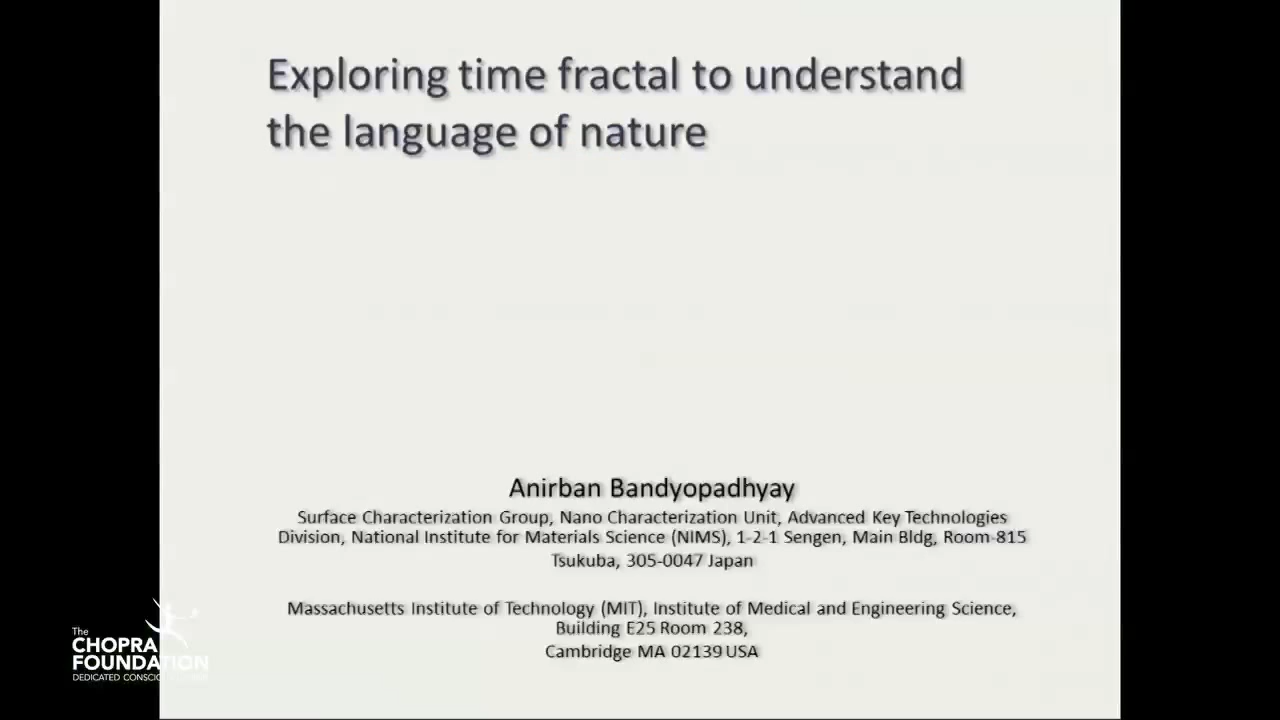 Exploring time fractal to understand
the language of nature
Anirban Bandyopadhyay
Surface Characterization Group, Nano Characterization Unit, Advanced Key Technologies
Division, National Institute for Materials Science (NIMS), 1-2-1 Sengen, Main Bldg, Room-815
Tsukuba, 305-0047 Japan
Massachusetts Institute of Technology (MIT), Institute of Medical and Engineering Science,
Building E25 Room 238,
Cambridge MA 02139 USA
The
CHOPRA
FOUNDATION
DEDICATED